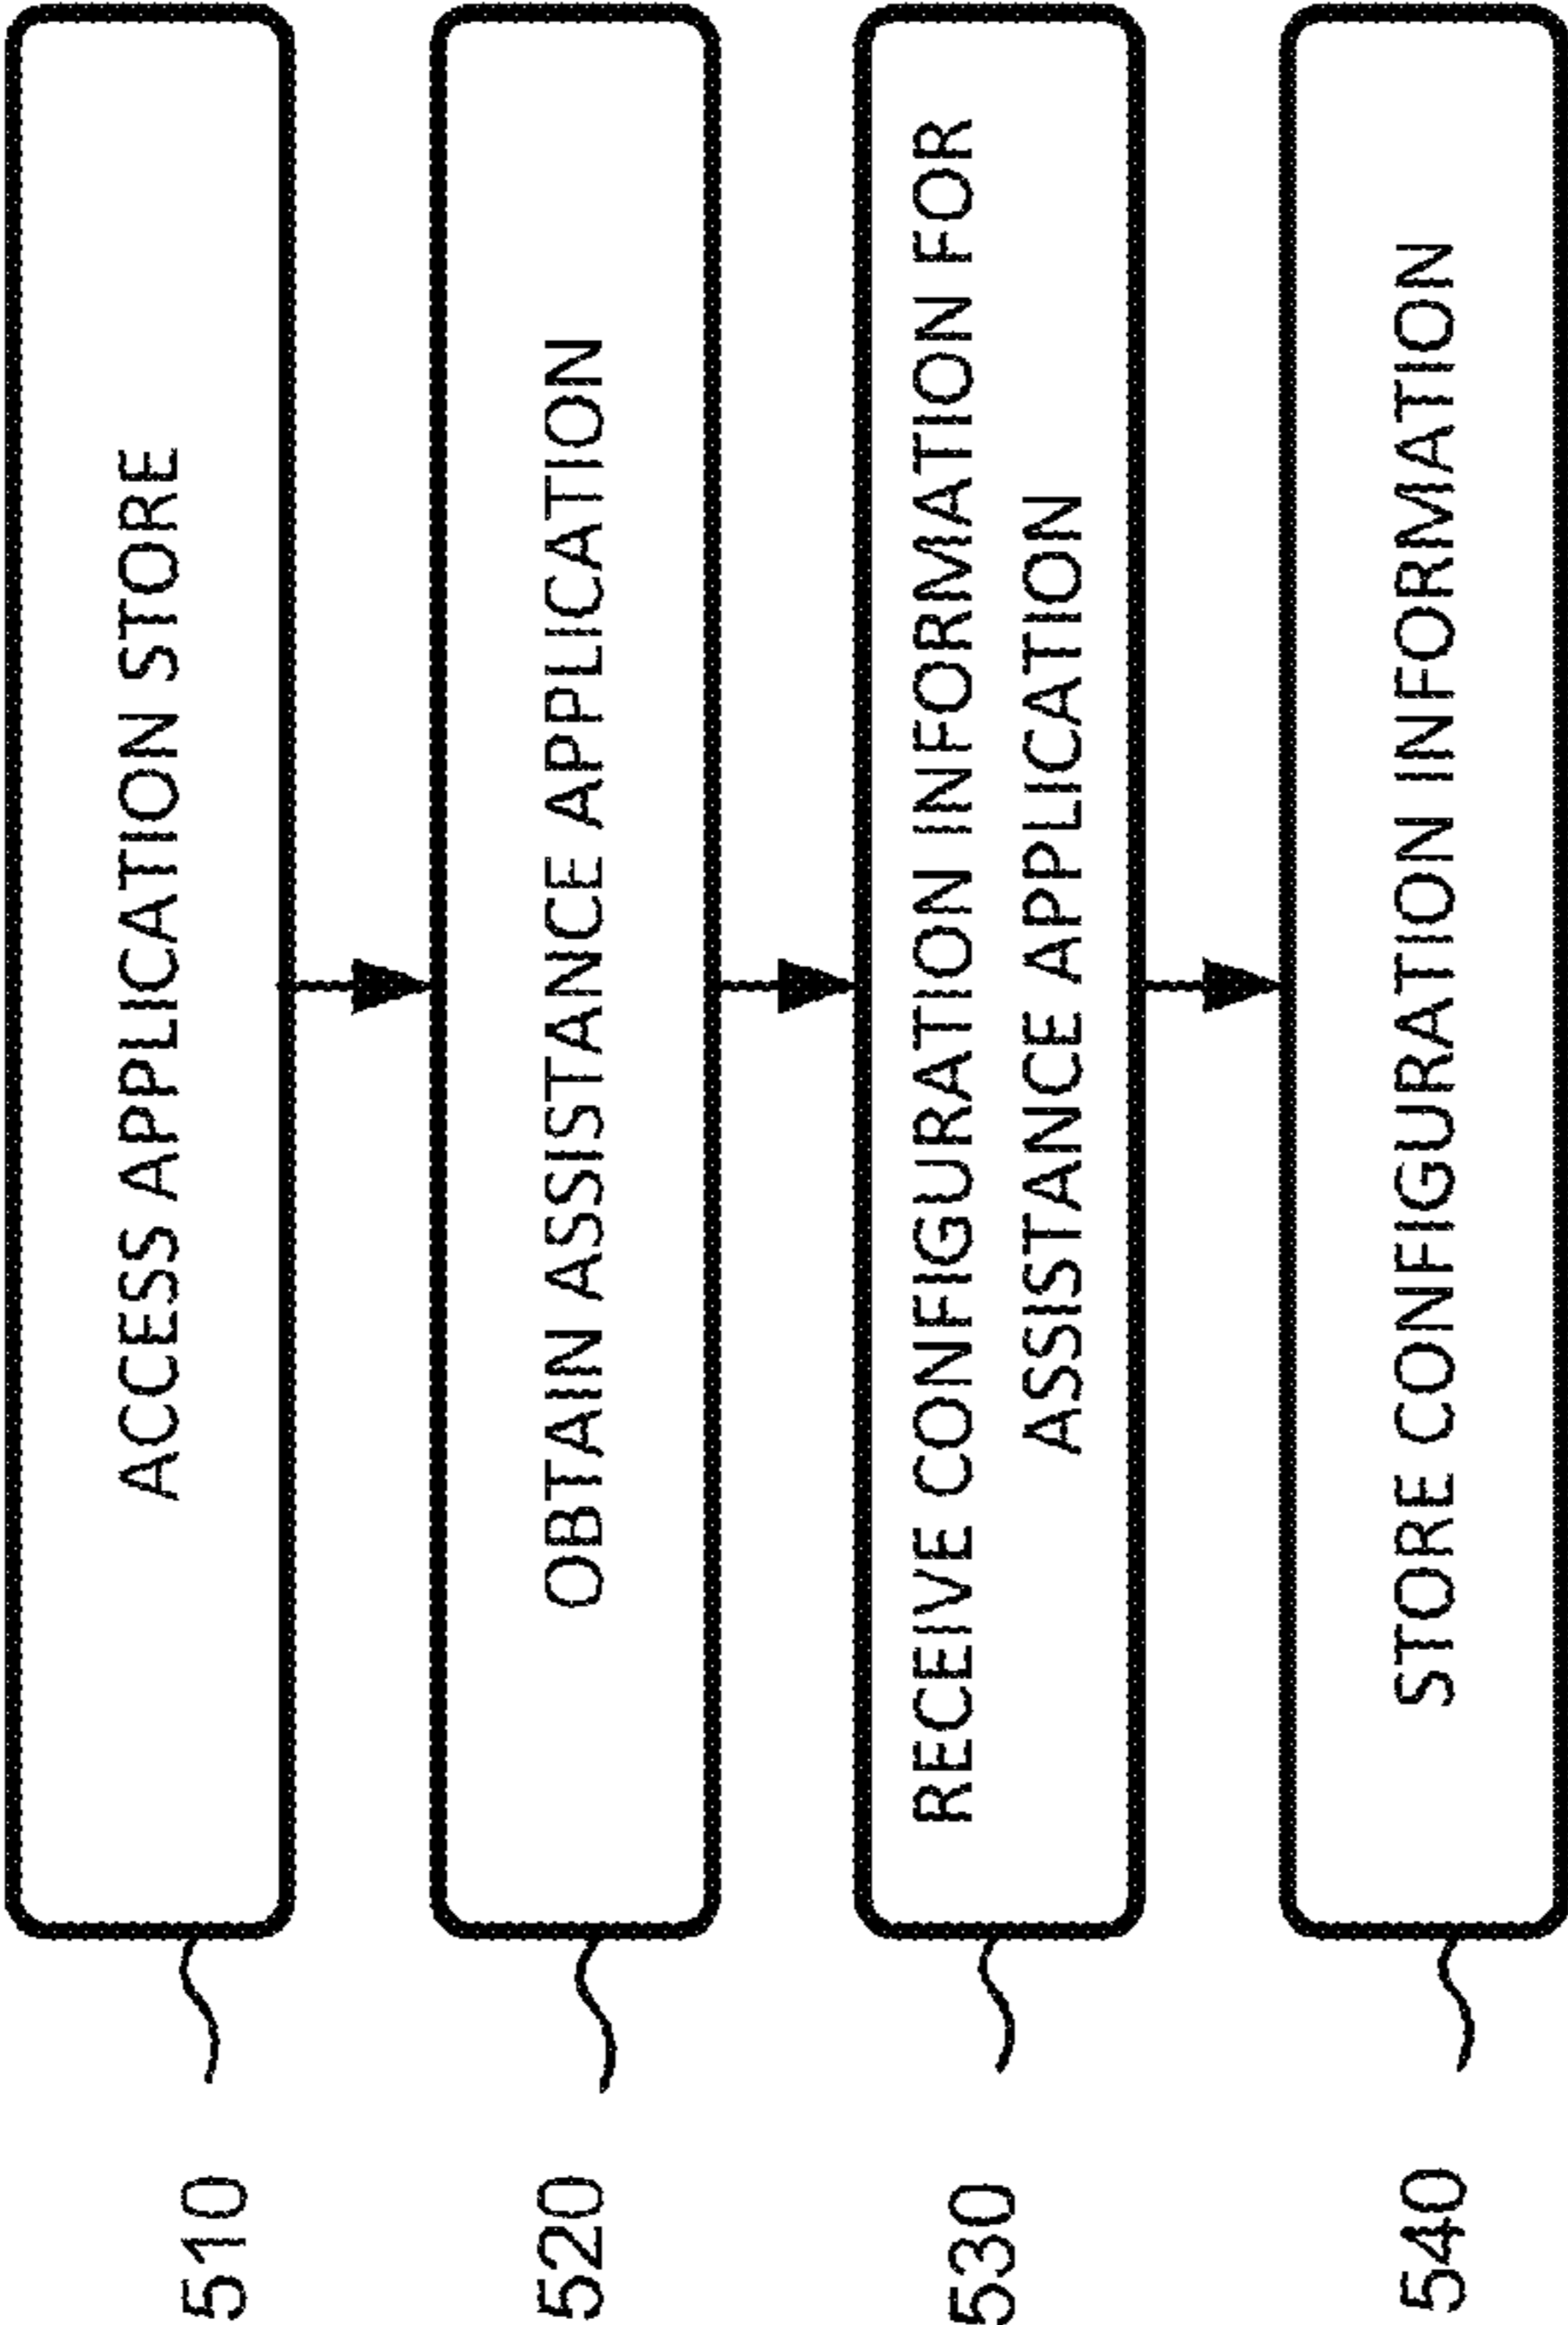 510
ACCESS APPLICATION STORE
520
OBTAIN ASSISTANCE APPLICATION
530
RECEIVE CONFIGURATION INFORMATION FOR
ASSISTANCE APPLICATION
540
STORE CONFIGURATION INFORMATION